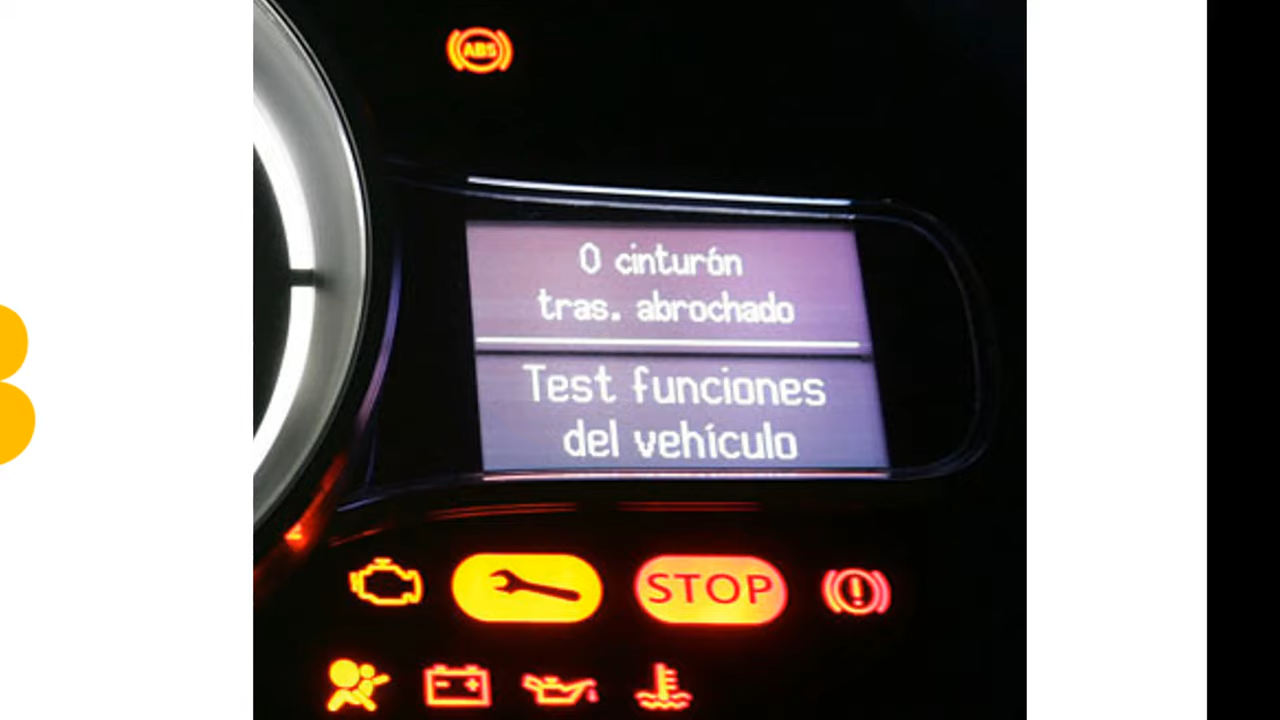 ABS
0 cinturón
tras. abrochado
Test funciones
del vehículo
STOP